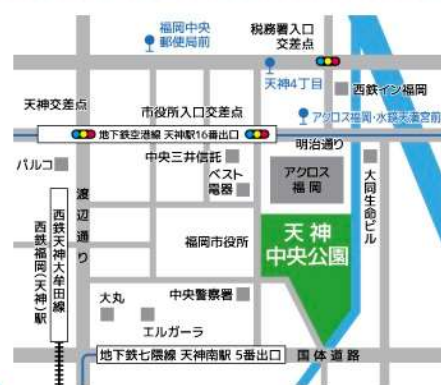 福岡中央
郵便局前
税務署入口
交差点
天神4丁目
西鉄イン福岡
天神交差点
市役所入口交差点
アクロス福岡・水鏡天満宮前
地下鉄空港線 天神駅16番出口
明治通り
パルコ
中央三井信託
ベスト
電器
アクロス
福岡
大同生命ビル
渡辺通り
西鉄天神大牟田線
西鉄福岡(天神)駅
福岡市役所
天神
中央公園
大丸
中央警察署
エルガーラ
地下鉄七隈線 天神南駅 5番出口
国体道路